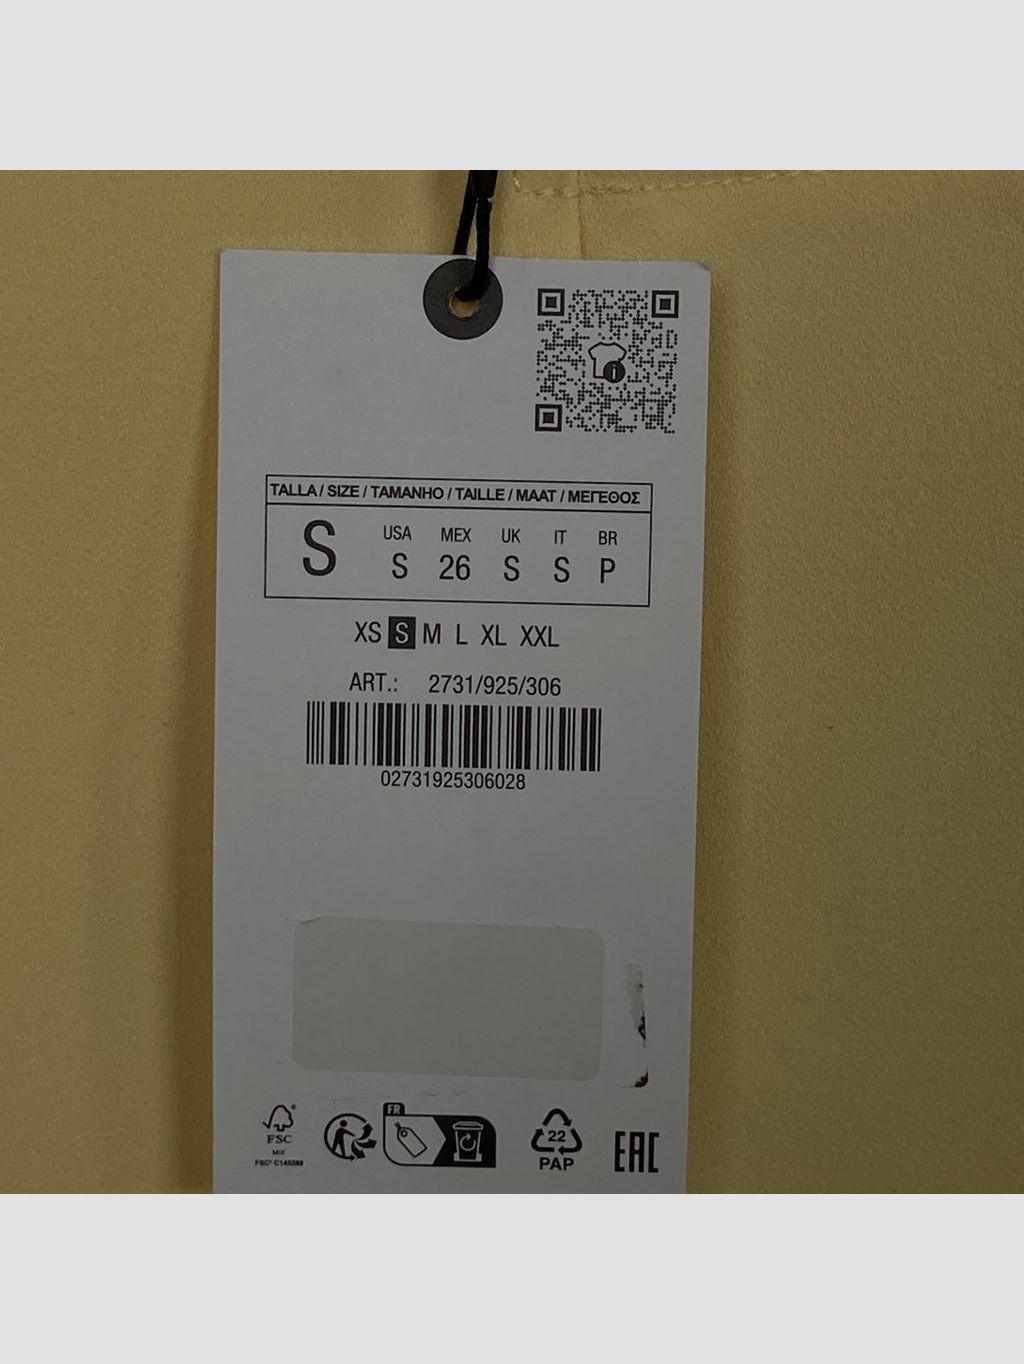 TALLA / SIZE / TAMANHO / TAILLE / MAAT / ΜΕΓΕΘΟΣ
S
USA MEX UK IT BR
S 26 S S P
XS S M L XL XXL
ART.: 2731/925/306
02731925306028
FR
22
PAP
EAC
FSC
MIX